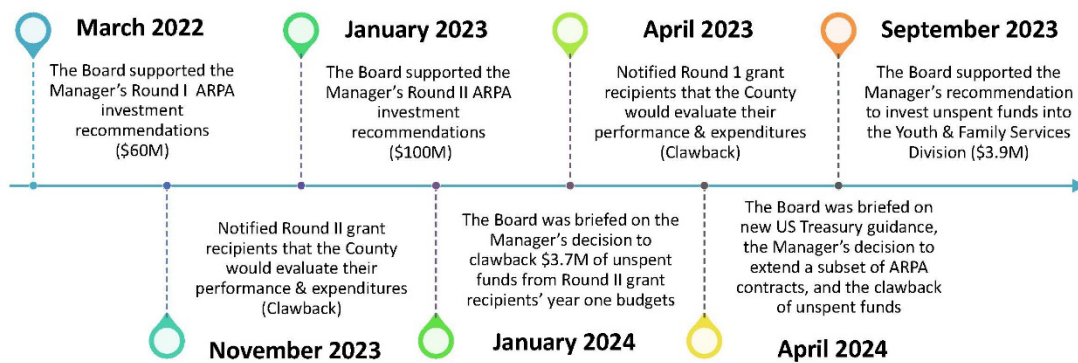 March 2022
The Board supported the
Manager's Round I ARPA
investment
recommendations
($60M)
January 2023
The Board supported the
Manager's Round II ARPA
investment
recommendations
($100M)
April 2023
Notified Round 1 grant
recipients that the County
would evaluate their
performance & expenditures
(Clawback)
September 2023
The Board supported the
Manager's recommendation
to invest unspent funds into
the Youth & Family Services
Division ($3.9M)
Notified Round II grant
recipients that the County
would evaluate their
performance & expenditures
(Clawback)
November 2023
The Board was briefed on the
Manager's decision to
clawback $3.7M of unspent
funds from Round II grant
recipients' year one budgets
January 2024
The Board was briefed on
new US Treasury guidance,
the Manager's decision to
extend a subset of ARPA
contracts, and the clawback
of unspent funds
April 2024